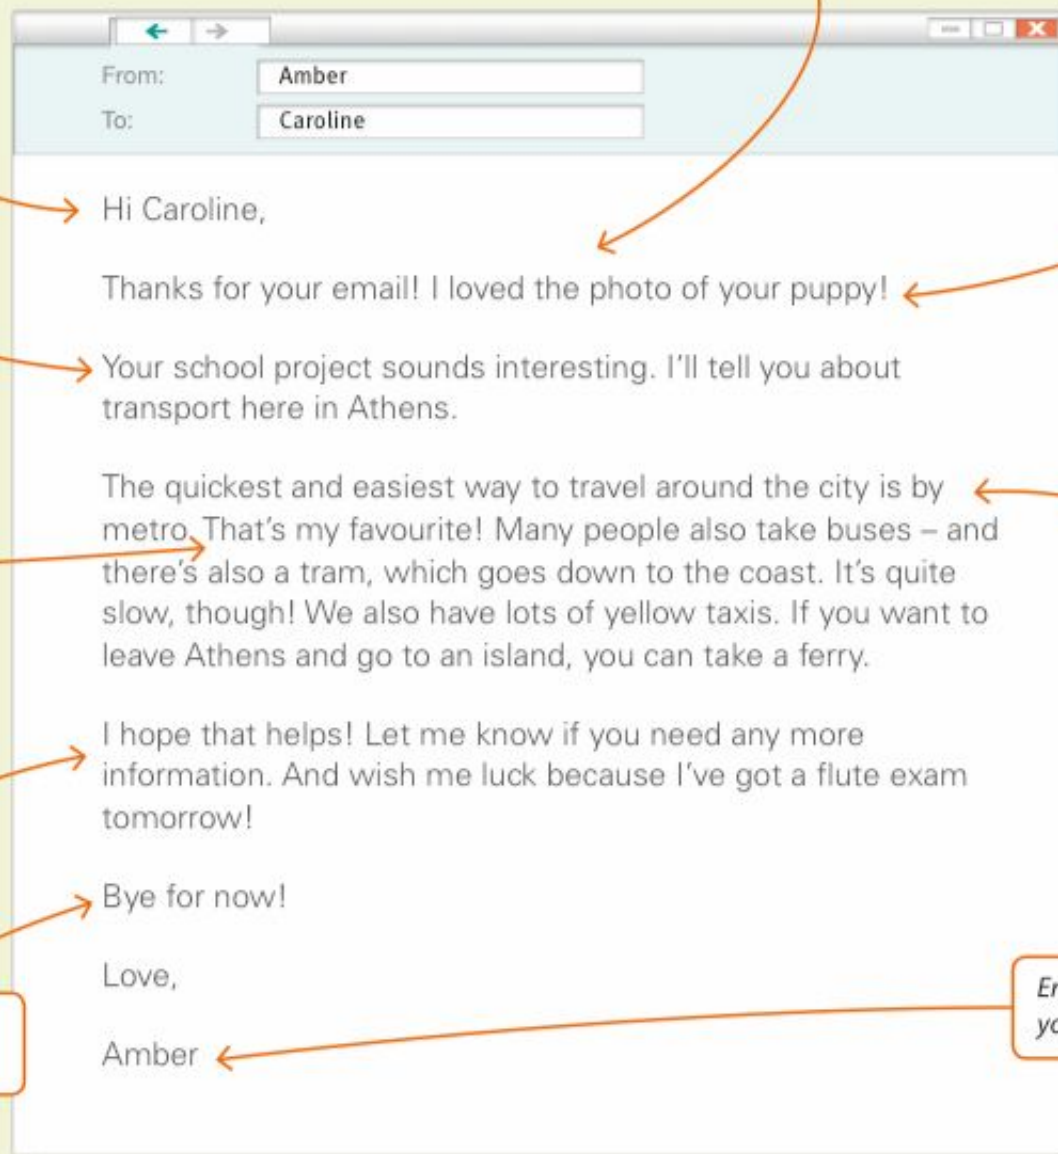 From:
Amber
To:
Caroline
Hi Caroline,
Thanks for your email! I loved the photo of your puppy!
Your school project sounds interesting. I'll tell you about
transport here in Athens.
The quickest and easiest way to travel around the city is by
metro. That's my favourite! Many people also take buses – and
there's also a tram, which goes down to the coast. It's quite
slow, though! We also have lots of yellow taxis. If you want to
leave Athens and go to an island, you can take a ferry.
I hope that helps! Let me know if you need any more
information. And wish me luck because I've got a flute exam
tomorrow!
Bye for now!
Love,
Amber